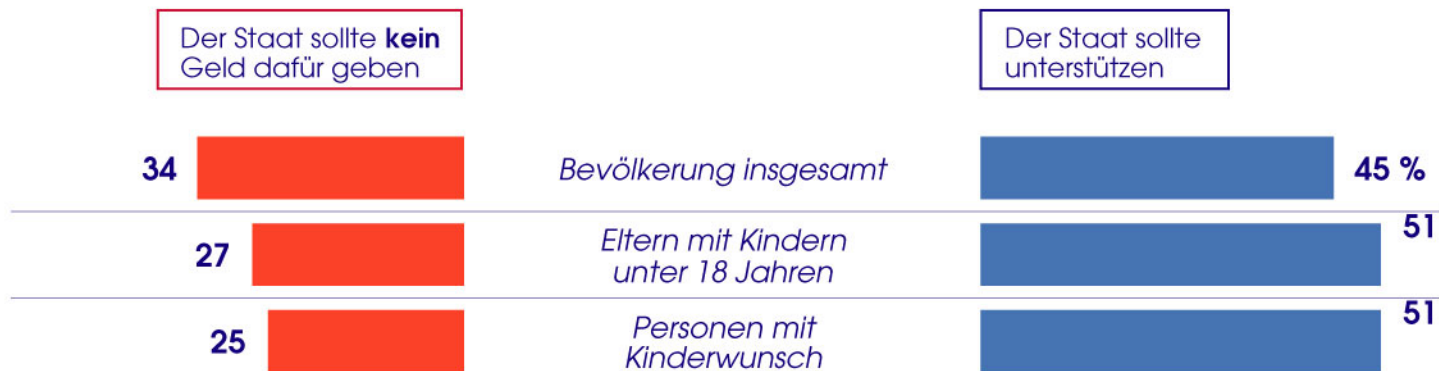 Der Staat sollte kein
Geld dafür geben
Der Staat sollte
unterstützen
34
Bevölkerung insgesamt
45 %
27
Eltern mit Kindern
unter 18 Jahren
51
25
Personen mit
Kinderwunsch
51